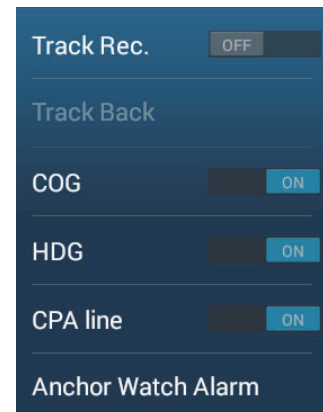 Track Rec. OFF
Track Back
COG ON
HDG ON
CPA line ON
Anchor Watch Alarm